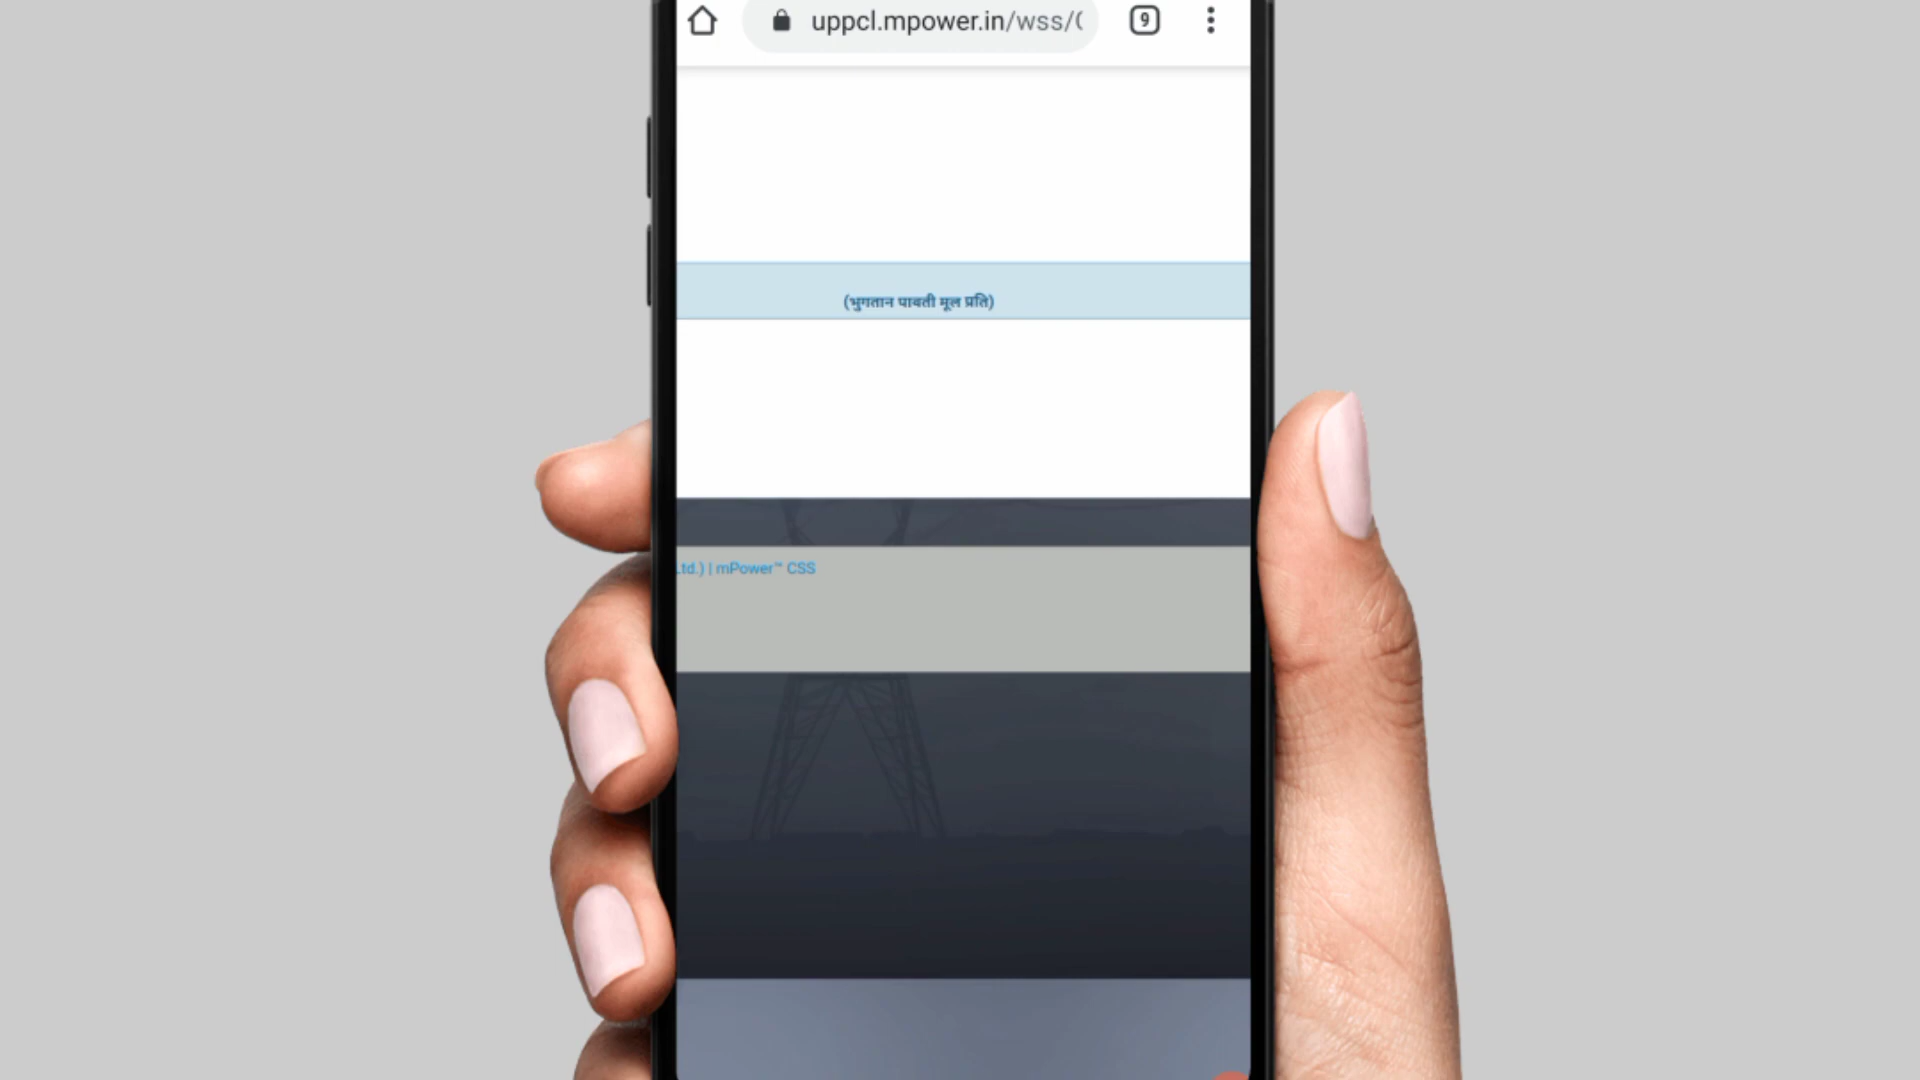 uppcl.mpower.in/wss/
9
(भुगतान पावती मूल प्रति)
Ltd.) | mPower™ CSS